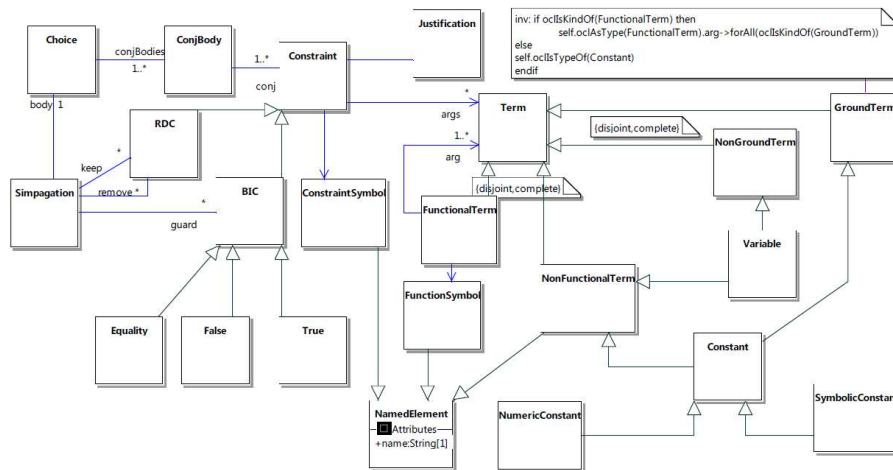 inv: if oclIsKindOf(FunctionalTerm) then
self.oclAsType(FunctionalTerm).arg->forAll(oclIsKindOf(GroundTerm))
else
self.oclIsTypeOf(Constant)
endif
Justification
Choice
ConjBody
conjBodies
1..*
1..*
Constraint
conj
body 1
RDC
*
keep
remove *
Simpagation
*
guard
BIC
ConstraintSymbol
*
args
Term
1..*
arg
{disjoint,complete}
{disjoint,complete}
GroundTerm
NonGroundTerm
FunctionalTerm
Variable
NonFunctionalTerm
FunctionSymbol
Equality
False
True
Constant
NamedElement
Attributes
+name:String[1]
NumericConstant
SymbolicConstan